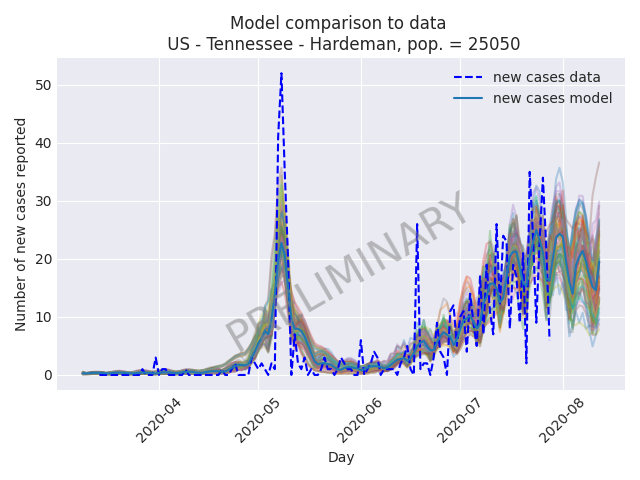 Model comparison to data
US - Tennessee - Hardeman, pop. = 25050
new cases data
new cases model
Number of new cases reported
50
40
30
20
10
0
PRELIMINARY
2020-04
2020-05
2020-06
2020-07
2020-08
Day